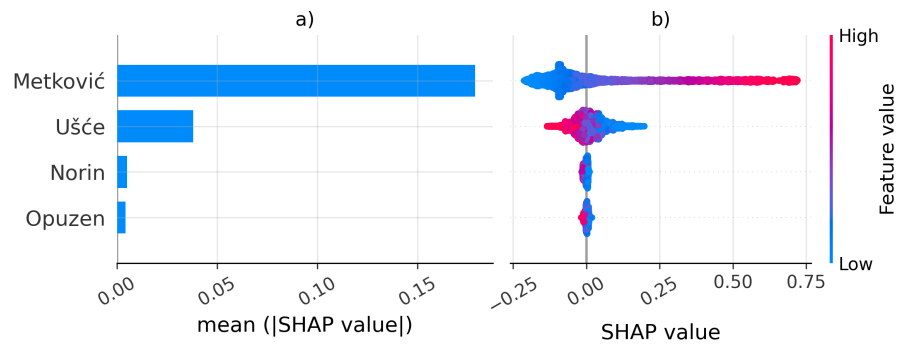 a)
Metković
Ušće
Norin
Opuzen
0.00
0.05
0.10
0.15
mean (|SHAP value|)
b)
−0.25
0.00
0.25
0.50
0.75
SHAP value
High
Feature value
Low